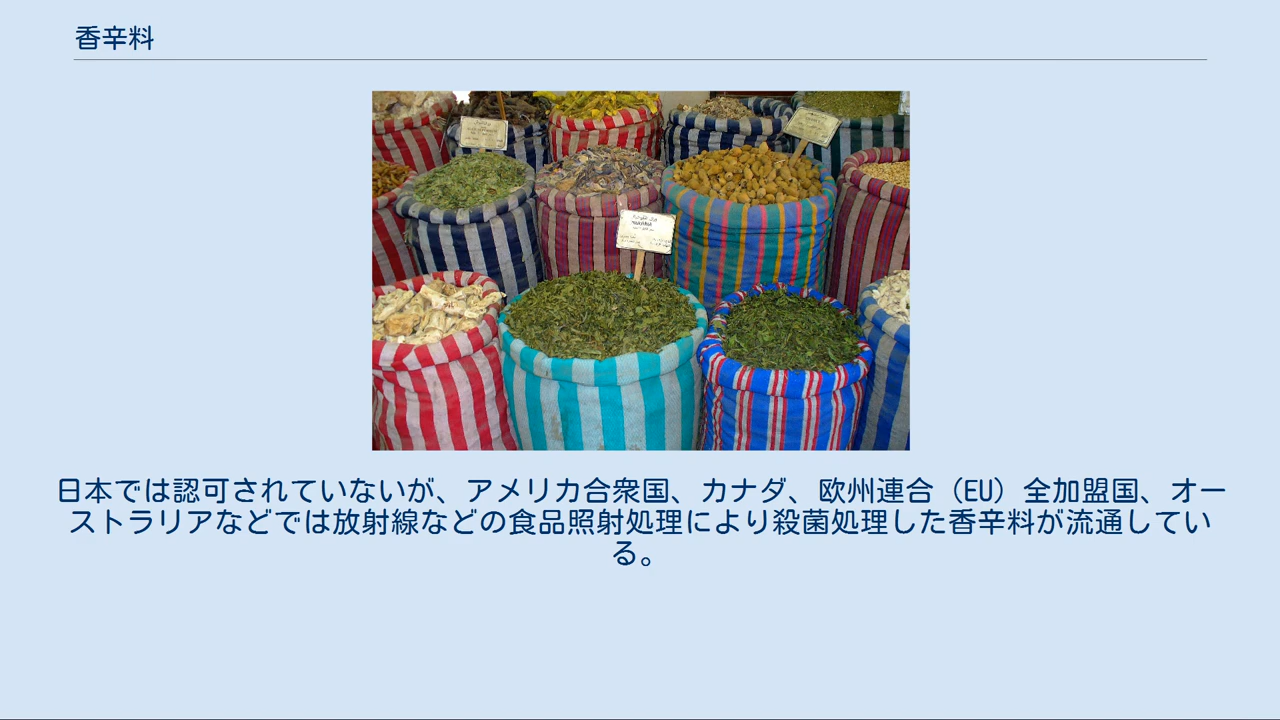 香辛料
日本では認可されていないが、アメリカ合衆国、カナダ、欧州連合（EU）全加盟国、オー
ストラリアなどでは放射線などの食品照射処理により殺菌処理した香辛料が流通してい
る。